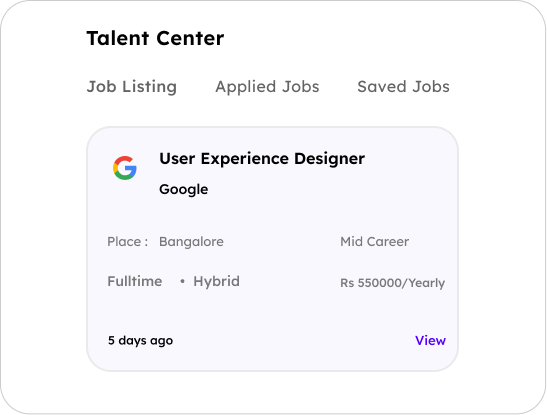 Talent Center
Job Listing Applied Jobs Saved Jobs
User Experience Designer
Google
Place : Bangalore Mid Career
Fulltime • Hybrid Rs 550000/Yearly
5 days ago View